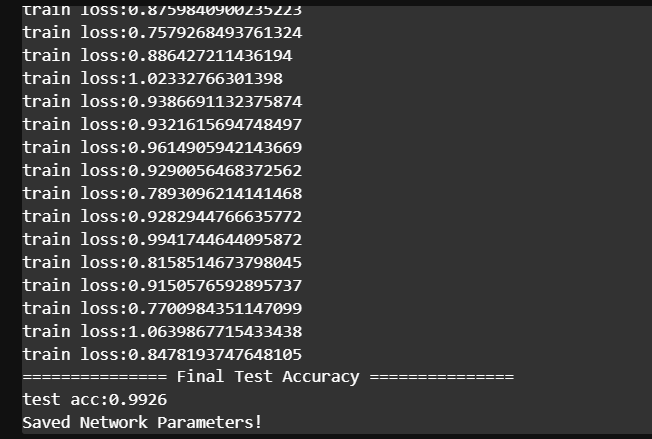 train loss:0.8759840900235223
train loss:0.7579268493761324
train loss:0.886427211436194
train loss:1.02332766301398
train loss:0.9386691132375874
train loss:0.9321615694748497
train loss:0.9614905942143669
train loss:0.9290056468372562
train loss:0.7893096214141468
train loss:0.9282944766635772
train loss:0.9941744644095872
train loss:0.8158514673798045
train loss:0.9150576592895737
train loss:0.7700984351147099
train loss:1.0639867715433438
train loss:0.8478193747648105
=============== Final Test Accuracy ===============
test acc:0.9926
Saved Network Parameters!